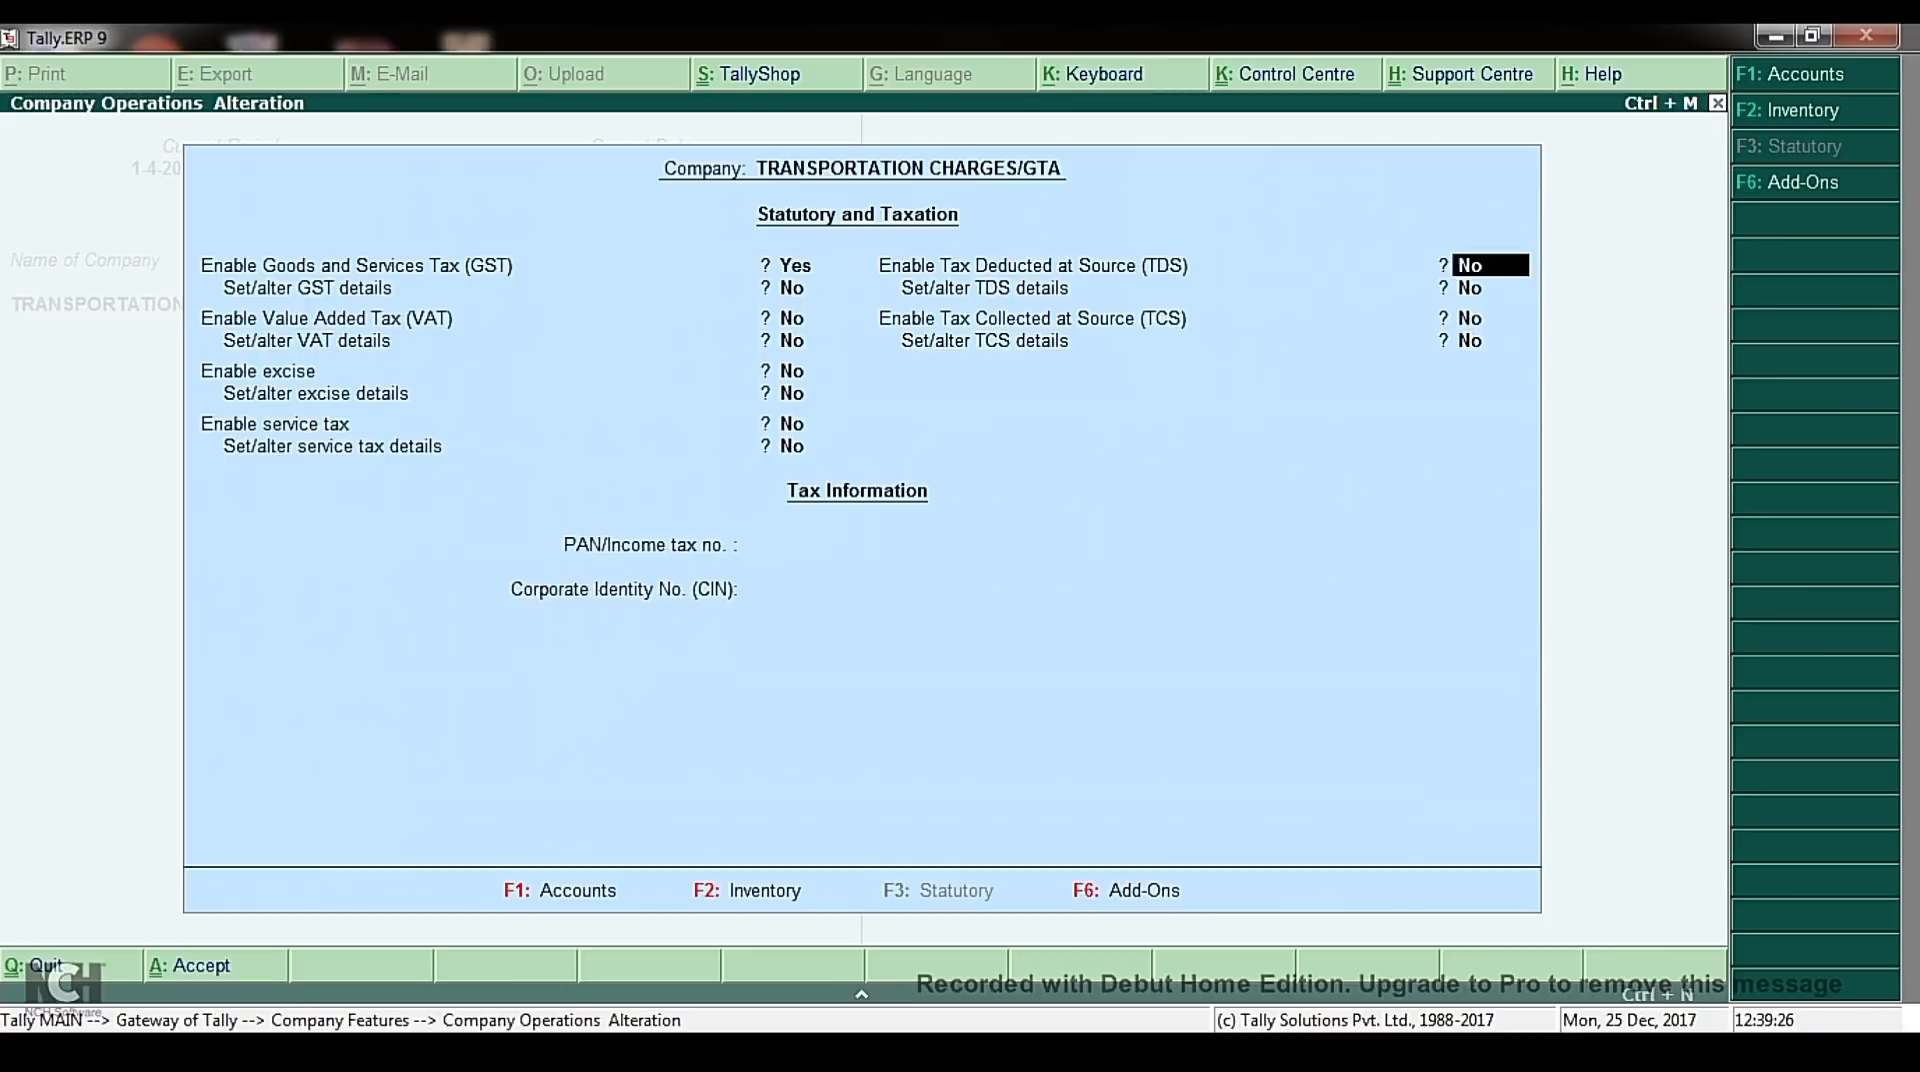 Tally.ERP 9
P: Print E: Export M: E-Mail O: Upload S: TallyShop G: Language K: Keyboard K: Control Centre H: Support Centre H: Help
Company Operations Alteration Ctrl + M
F1: Accounts
F2: Inventory
F3: Statutory
F6: Add-Ons
1-4-20
Name of Company
TRANSPORTATION
Company: TRANSPORTATION CHARGES/GTA
Statutory and Taxation
Enable Goods and Services Tax (GST) ? Yes Enable Tax Deducted at Source (TDS) ? No
Set/alter GST details ? No Set/alter TDS details ? No
Enable Value Added Tax (VAT) ? No Enable Tax Collected at Source (TCS) ? No
Set/alter VAT details ? No Set/alter TCS details ? No
Enable excise ? No
Set/alter excise details ? No
Enable service tax ? No
Set/alter service tax details ? No
Tax Information
PAN/Income tax no. :
Corporate Identity No. (CIN):
F1: Accounts F2: Inventory F3: Statutory F6: Add-Ons
Q: Quit A: Accept
NCH
NCH Software
Recorded with Debut Home Edition. Upgrade to Pro to remove this message
Ctrl + N
Tally MAIN --> Gateway of Tally --> Company Features --> Company Operations Alteration (c) Tally Solutions Pvt. Ltd., 1988-2017 Mon, 25 Dec, 2017 12:39:26